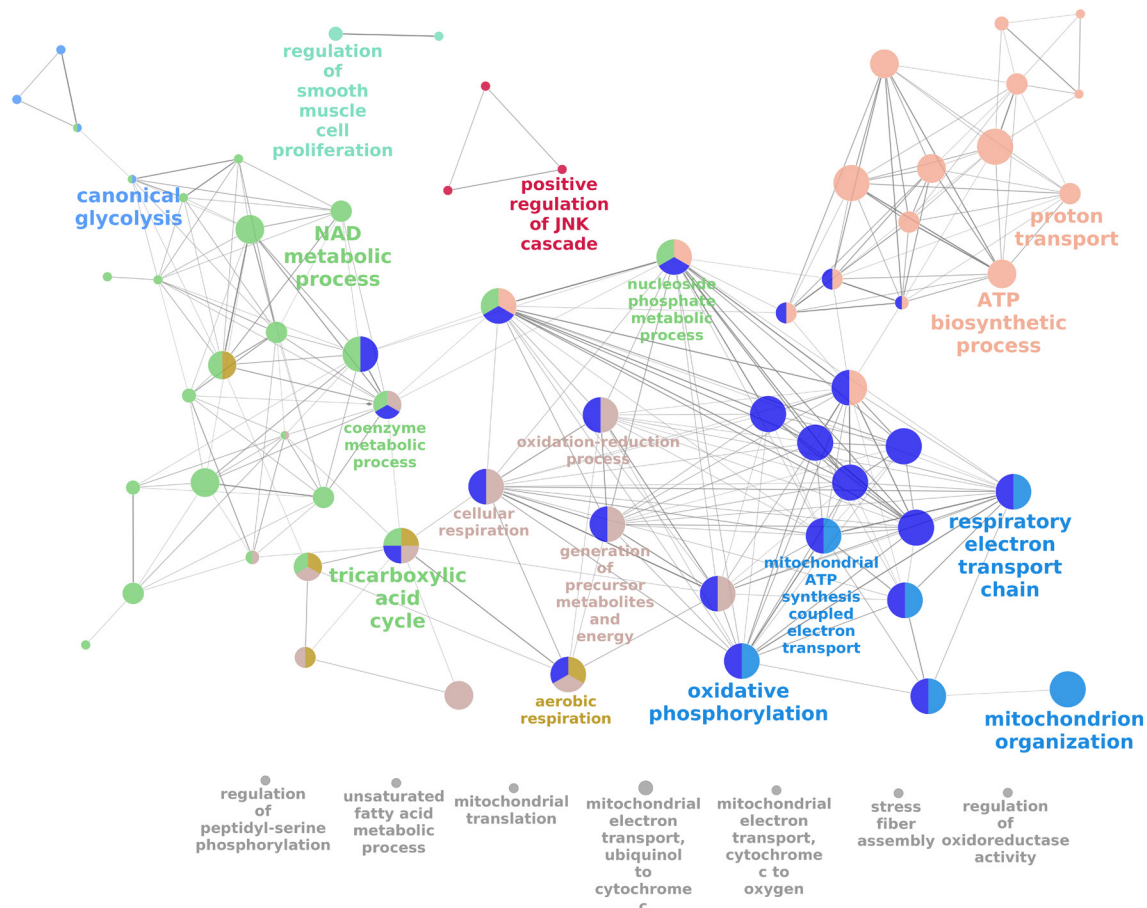 regulation
of
smooth
muscle
cell
proliferation
canonical
glycolysis
positive
regulation
of JNK
cascade
proton
transport
NAD
metabolic
process
nucleoside
phosphate
metabolic
process
ATP
biosynthetic
process
coenzyme
metabolic
process
oxidation-reduction
process
cellular
respiration
generation
of
precursor
metabolites
and
energy
respiratory
electron
transport
chain
mitochondrial
ATP
synthesis
coupled
electron
transport
tricarboxylic
acid
cycle
aerobic
respiration
oxidative
phosphorylation
mitochondrion
organization
regulation
of
peptidyl-serine
phosphorylation
unsaturated
fatty acid
metabolic
process
mitochondrial
translation
mitochondrial
electron
transport,
ubiquinol
to
cytochrome
c
mitochondrial
electron
transport,
cytochrome
c to
oxygen
stress
fiber
assembly
regulation
of
oxidoreductase
activity